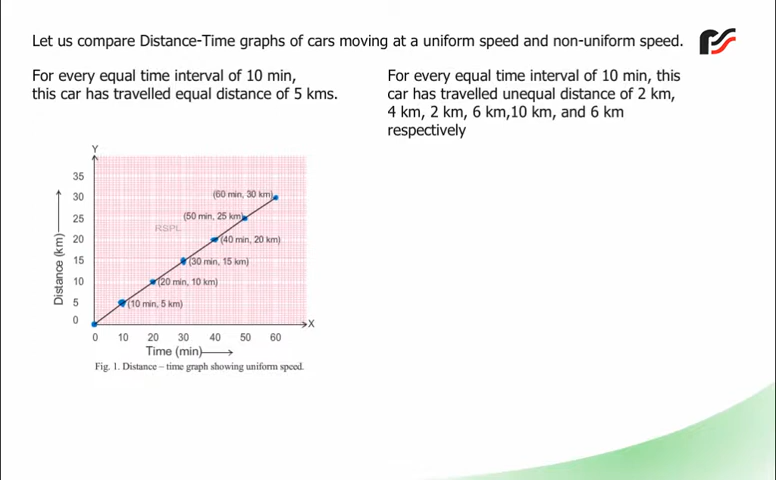 Let us compare Distance-Time graphs of cars moving at a uniform speed and non-uniform speed.
For every equal time interval of 10 min,
this car has travelled equal distance of 5 kms.
For every equal time interval of 10 min, this
car has travelled unequal distance of 2 km,
4 km, 2 km, 6 km,10 km, and 6 km
respectively
Y
35
30
25
20
15
10
5
0
Distance (km)
(60 min, 30 km)
(50 min, 25 km)
RSPL
(40 min, 20 km)
(30 min, 15 km)
(20 min, 10 km)
(10 min, 5 km)
X
0 10 20 30 40 50 60
Time (min)
Fig. 1. Distance – time graph showing uniform speed.